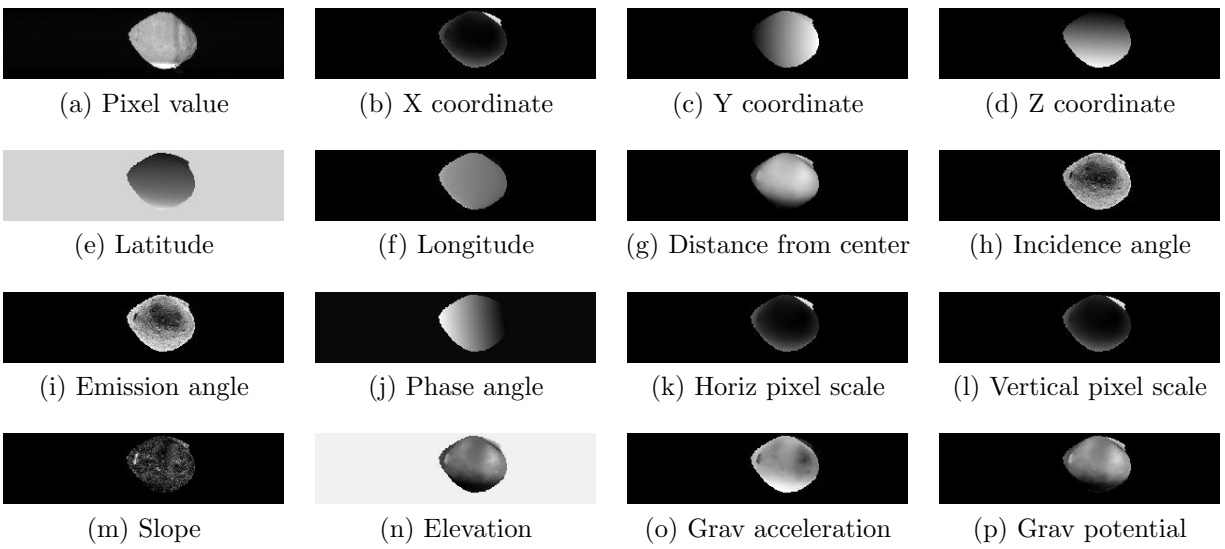 (a) Pixel value
(b) X coordinate
(c) Y coordinate
(d) Z coordinate
(e) Latitude
(f) Longitude
(g) Distance from center
(h) Incidence angle
(i) Emission angle
(j) Phase angle
(k) Horiz pixel scale
(l) Vertical pixel scale
(m) Slope
(n) Elevation
(o) Grav acceleration
(p) Grav potential